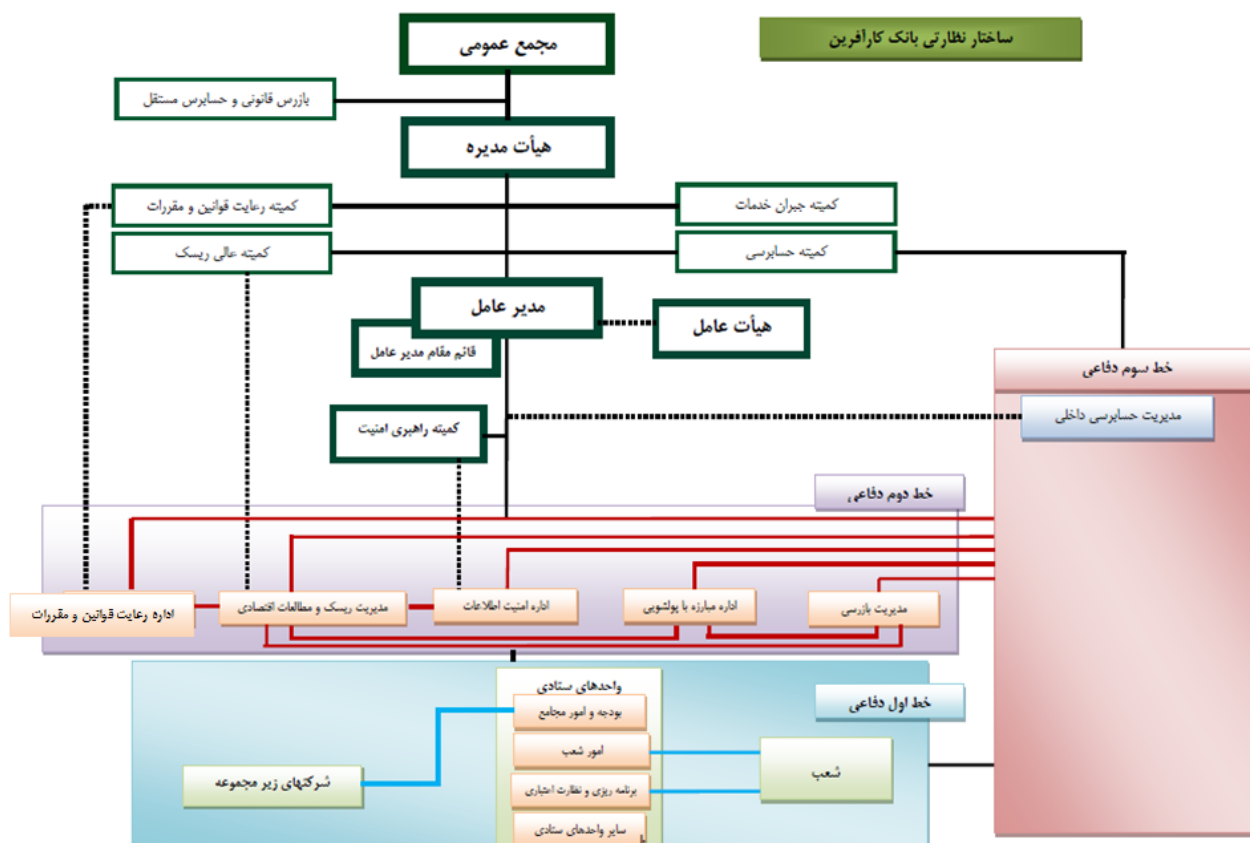 ساختار نظارتی بانک کارآفرین
مجمع عمومی
بازرس قانونی و حسابرس مستقل
هیأت مدیره
کمیته جبران خدمات
کمیته رعایت قوانین و مقررات
کمیته حسابرسی
کمیته عالی ریسک
مدیر عامل
هیأت عامل
قائم مقام مدیر عامل
خط سوم دفاعی
مدیریت حسابرسی داخلی
کمیته راهبری امنیت
خط دوم دفاعی
مدیریت بازرسی
اداره مبارزه با پولشویی
اداره امنیت اطلاعات
مدیریت ریسک و مطالعات اقتصادی
اداره رعایت قوانین و مقررات
خط اول دفاعی
واحدهای ستادی
بودجه و امور مجامع
امور شعب
برنامه ریزی و نظارت اعتباری
سایر واحدهای ستادی
شعب
شرکتهای زیر مجموعه